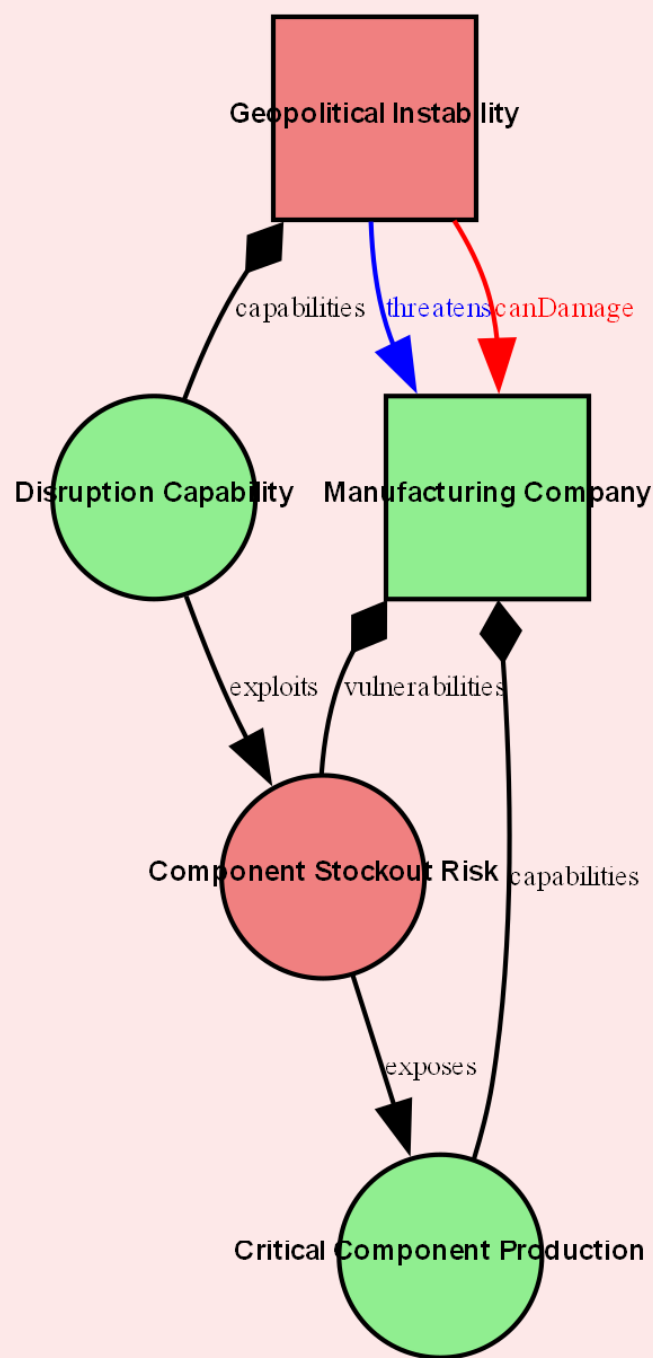 Geopolitical Instability
capabilities
threatens
canDamage
Disruption Capability
Manufacturing Company
exploits
vulnerabilities
Component Stockout Risk
capabilities
exposes
Critical Component Production